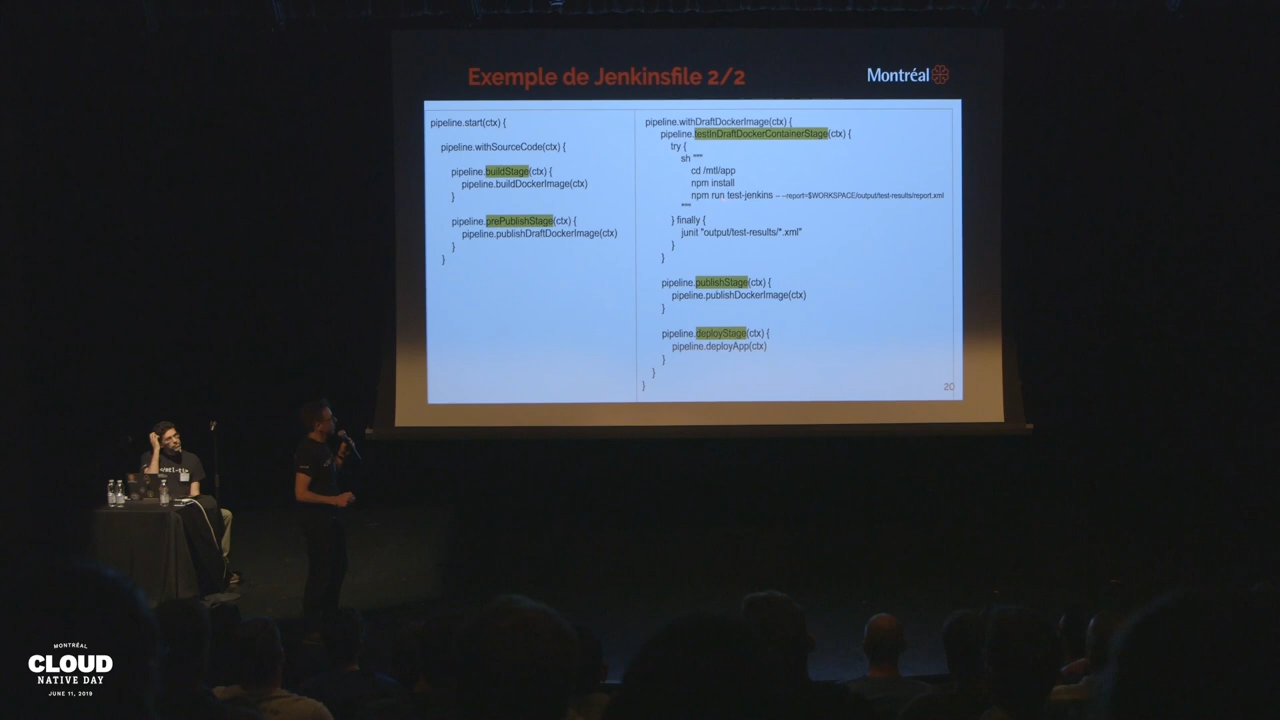 Exemple de Jenkinsfile 2/2
Montréal
pipeline.start(ctx) {
pipeline.withSourceCode(ctx) {
pipeline.buildStage(ctx) {
pipeline.buildDockerImage(ctx)
}
pipeline.prePublishStage(ctx) {
pipeline.publishDraftDockerImage(ctx)
}
}
pipeline.withDraftDockerImage(ctx) {
pipeline.testInDraftDockerContainerStage(ctx) {
try {
sh """
cd /mtl/app
npm install
npm run test-jenkins -- --report=$WORKSPACE/output/test-results/report.xml
"""
} finally {
junit "output/test-results/*.xml"
}
}
pipeline.publishStage(ctx) {
pipeline.publishDockerImage(ctx)
}
pipeline.deployStage(ctx) {
pipeline.deployApp(ctx)
}
}
}
20
MONTRÉAL
CLOUD
NATIVE DAY
JUNE 11, 2019